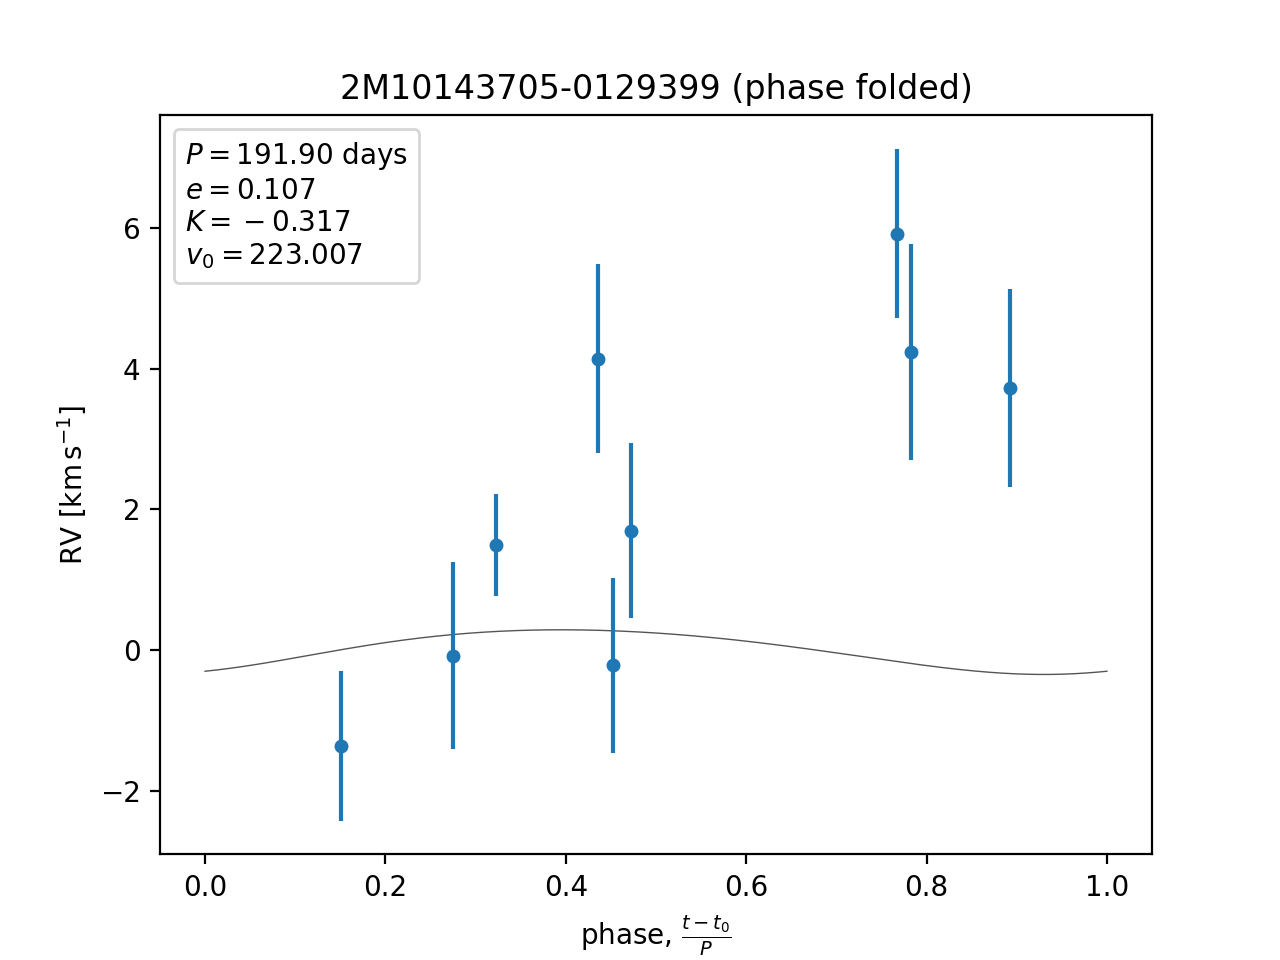 2M10143705-0129399 (phase folded)
P = 191.90 days
e = 0.107
K = −0.317
v₀ = 223.007
RV [km s⁻¹]
6
4
2
0
−2
0.0 0.2 0.4 0.6 0.8 1.0
phase, (t − t₀)/P